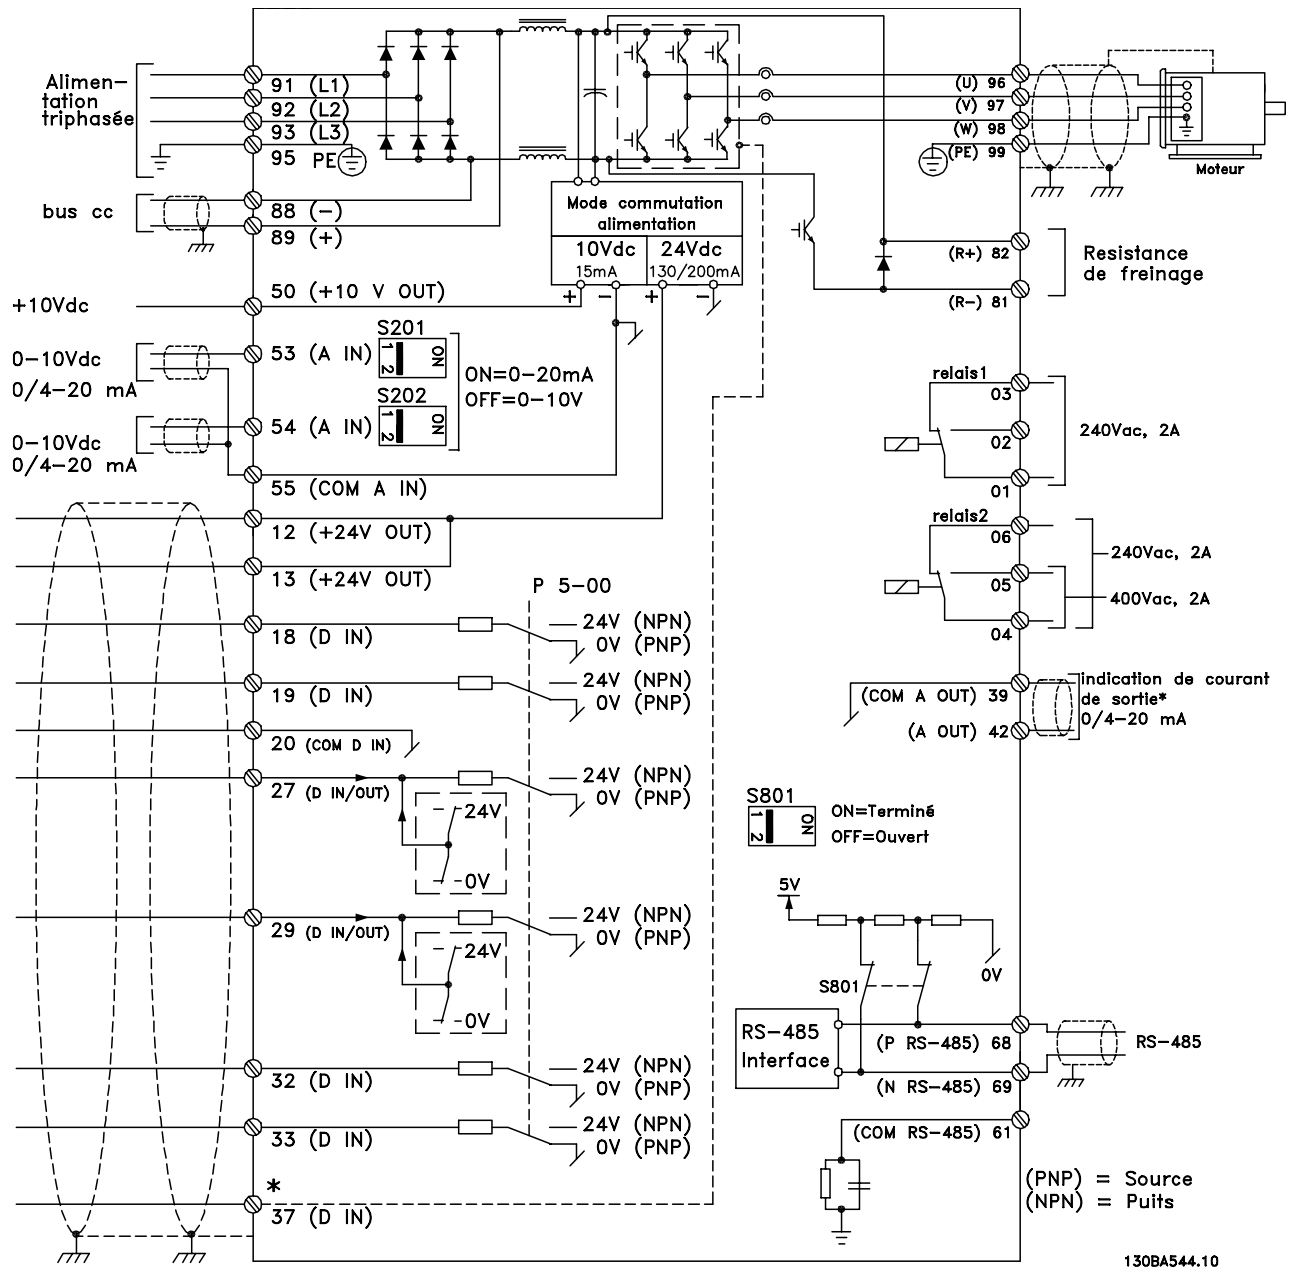 Alimen-
tation
triphasée
91 (L1)
92 (L2)
93 (L3)
95 PE
bus cc
88 (−)
89 (+)
+10Vdc
50 (+10 V OUT)
0−10Vdc
0/4−20 mA
53 (A IN)
0−10Vdc
0/4−20 mA
54 (A IN)
55 (COM A IN)
12 (+24V OUT)
13 (+24V OUT)
18 (D IN)
19 (D IN)
20 (COM D IN)
27 (D IN/OUT)
29 (D IN/OUT)
32 (D IN)
33 (D IN)
*
37 (D IN)
S201
1 2 ON
S202
1 2 ON
ON=0−20mA
OFF=0−10V
Mode commutation
alimentation
10Vdc
15mA
24Vdc
130/200mA
+ − + −
P 5-00
24V (NPN)
0V (PNP)
24V (NPN)
0V (PNP)
24V (NPN)
0V (PNP)
24V
0V
24V (NPN)
0V (PNP)
24V
0V
24V (NPN)
0V (PNP)
24V (NPN)
0V (PNP)
(U) 96
(V) 97
(W) 98
(PE) 99
Moteur
(R+) 82
(R−) 81
Resistance
de freinage
relais1
03
02
01
240Vac, 2A
relais2
06
05
04
240Vac, 2A
400Vac, 2A
(COM A OUT) 39
(A OUT) 42
indication de courant
de sortie*
0/4−20 mA
S801
1 2 ON
ON=Terminé
OFF=Ouvert
5V
0V
S801
RS-485
Interface
(P RS-485) 68
(N RS-485) 69
RS-485
(COM RS-485) 61
(PNP) = Source
(NPN) = Puits
130BA544.10